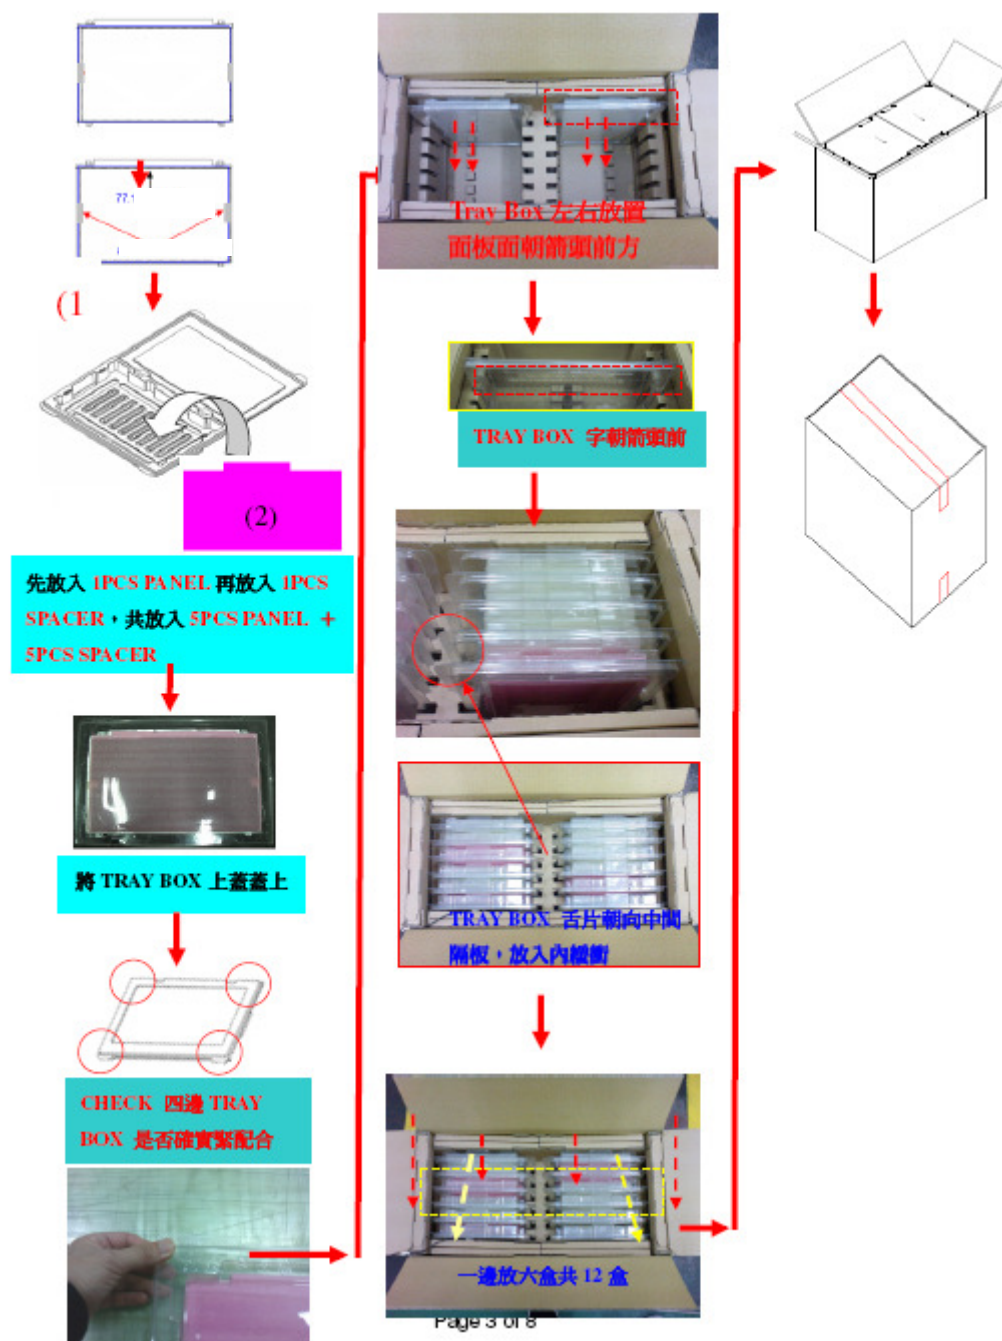 77.1
(1
(2)
先放入 1PCS PANEL 再放入 1PCS
SPACER，共放入 5PCS PANEL ＋
5PCS SPACER
將 TRAY BOX 上蓋蓋上
CHECK 四邊 TRAY
BOX 是否確實緊配合
Tray Box 左右放置
面板面朝箭頭前方
TRAY BOX 字朝箭頭前
TRAY BOX 舌片朝向中間
隔板，放入內緩衝
一邊放六盒共 12 盒
Page 3 of 8